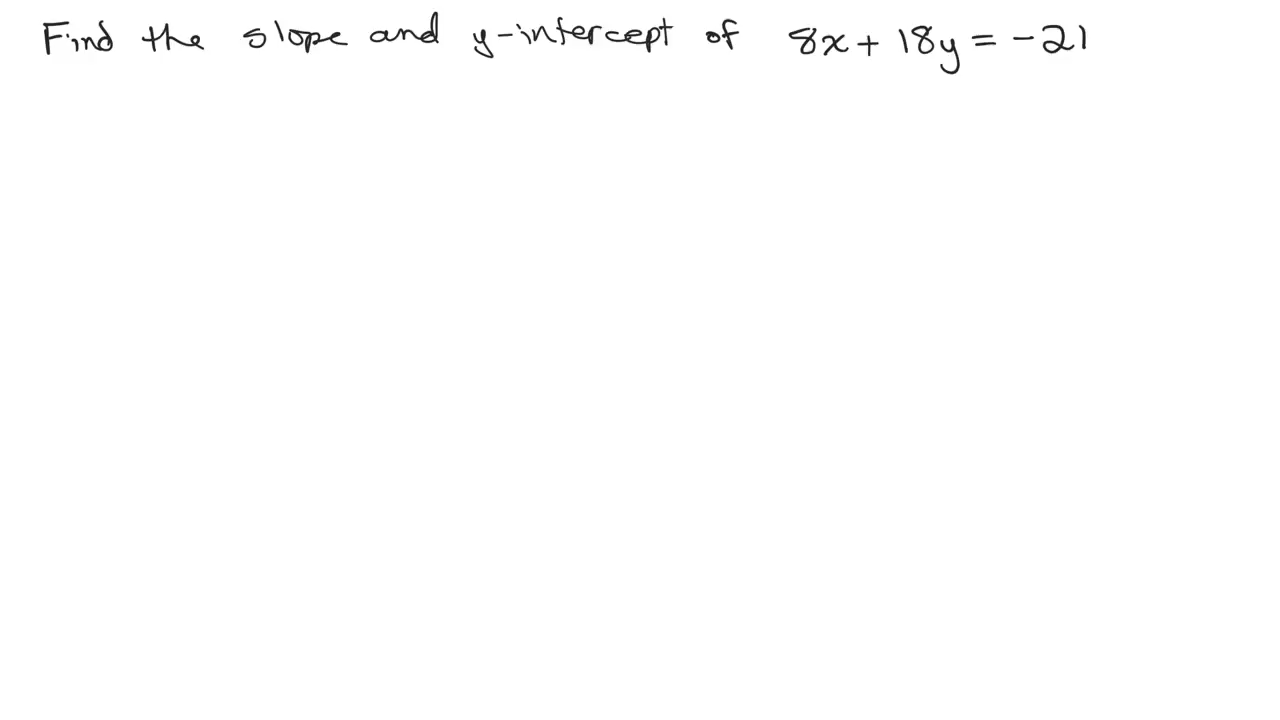 Find the slope and y-intercept of 8x + 18y = -21